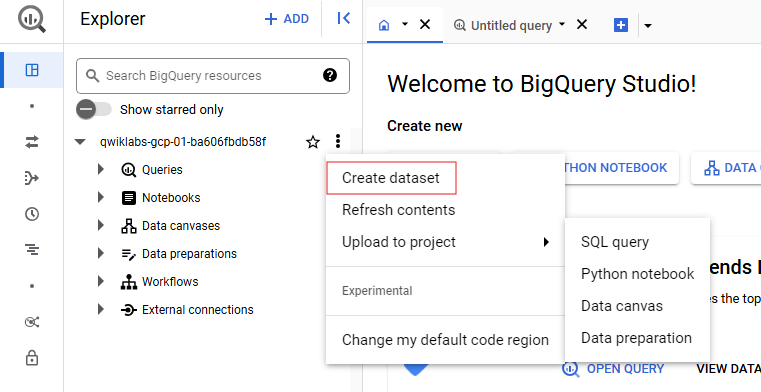 Explorer
+ ADD
Untitled query
Search BigQuery resources
Show starred only
qwiklabs-gcp-01-ba606fbdb58f
Queries
Notebooks
Data canvases
Data preparations
Workflows
External connections
Welcome to BigQuery Studio!
Create new
NOTEBOOK
DATA
Create dataset
Refresh contents
Upload to project
Experimental
Change my default code region
SQL query
Python notebook
Data canvas
Data preparation
the top
OPEN QUERY
VIEW DATA